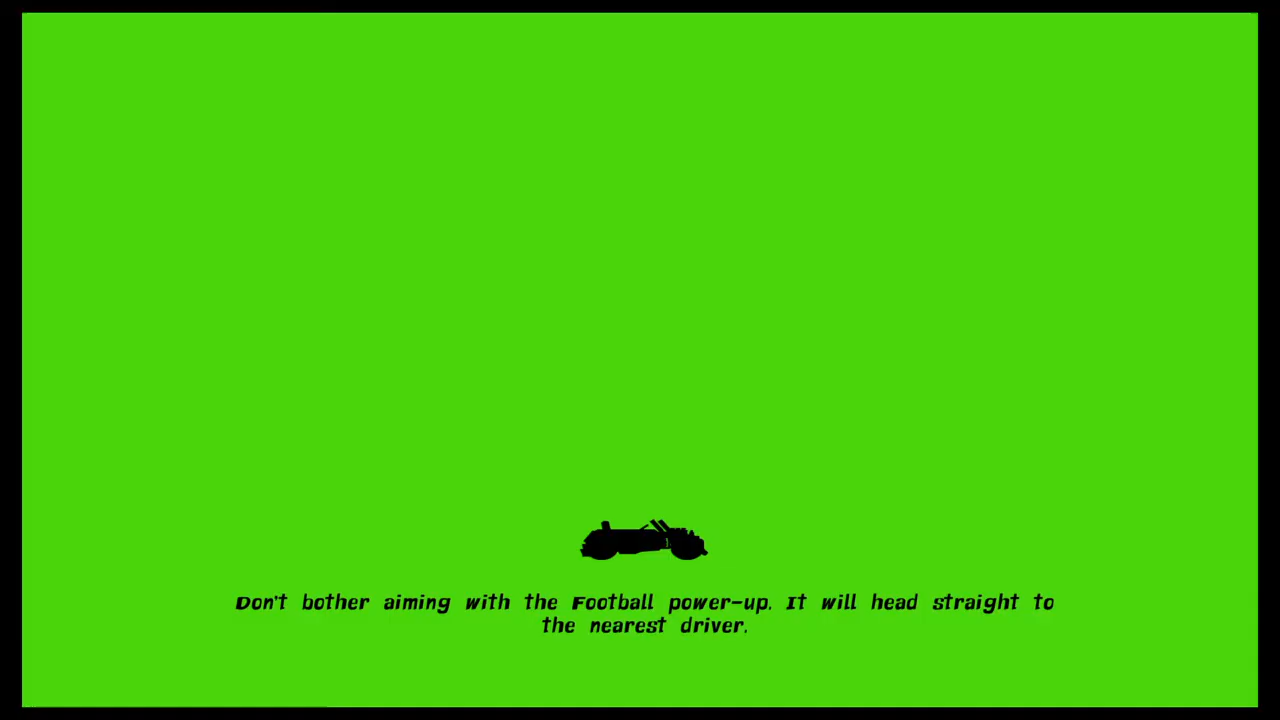 Don't bother aiming with the Football power-up. It will head straight to
the nearest driver.